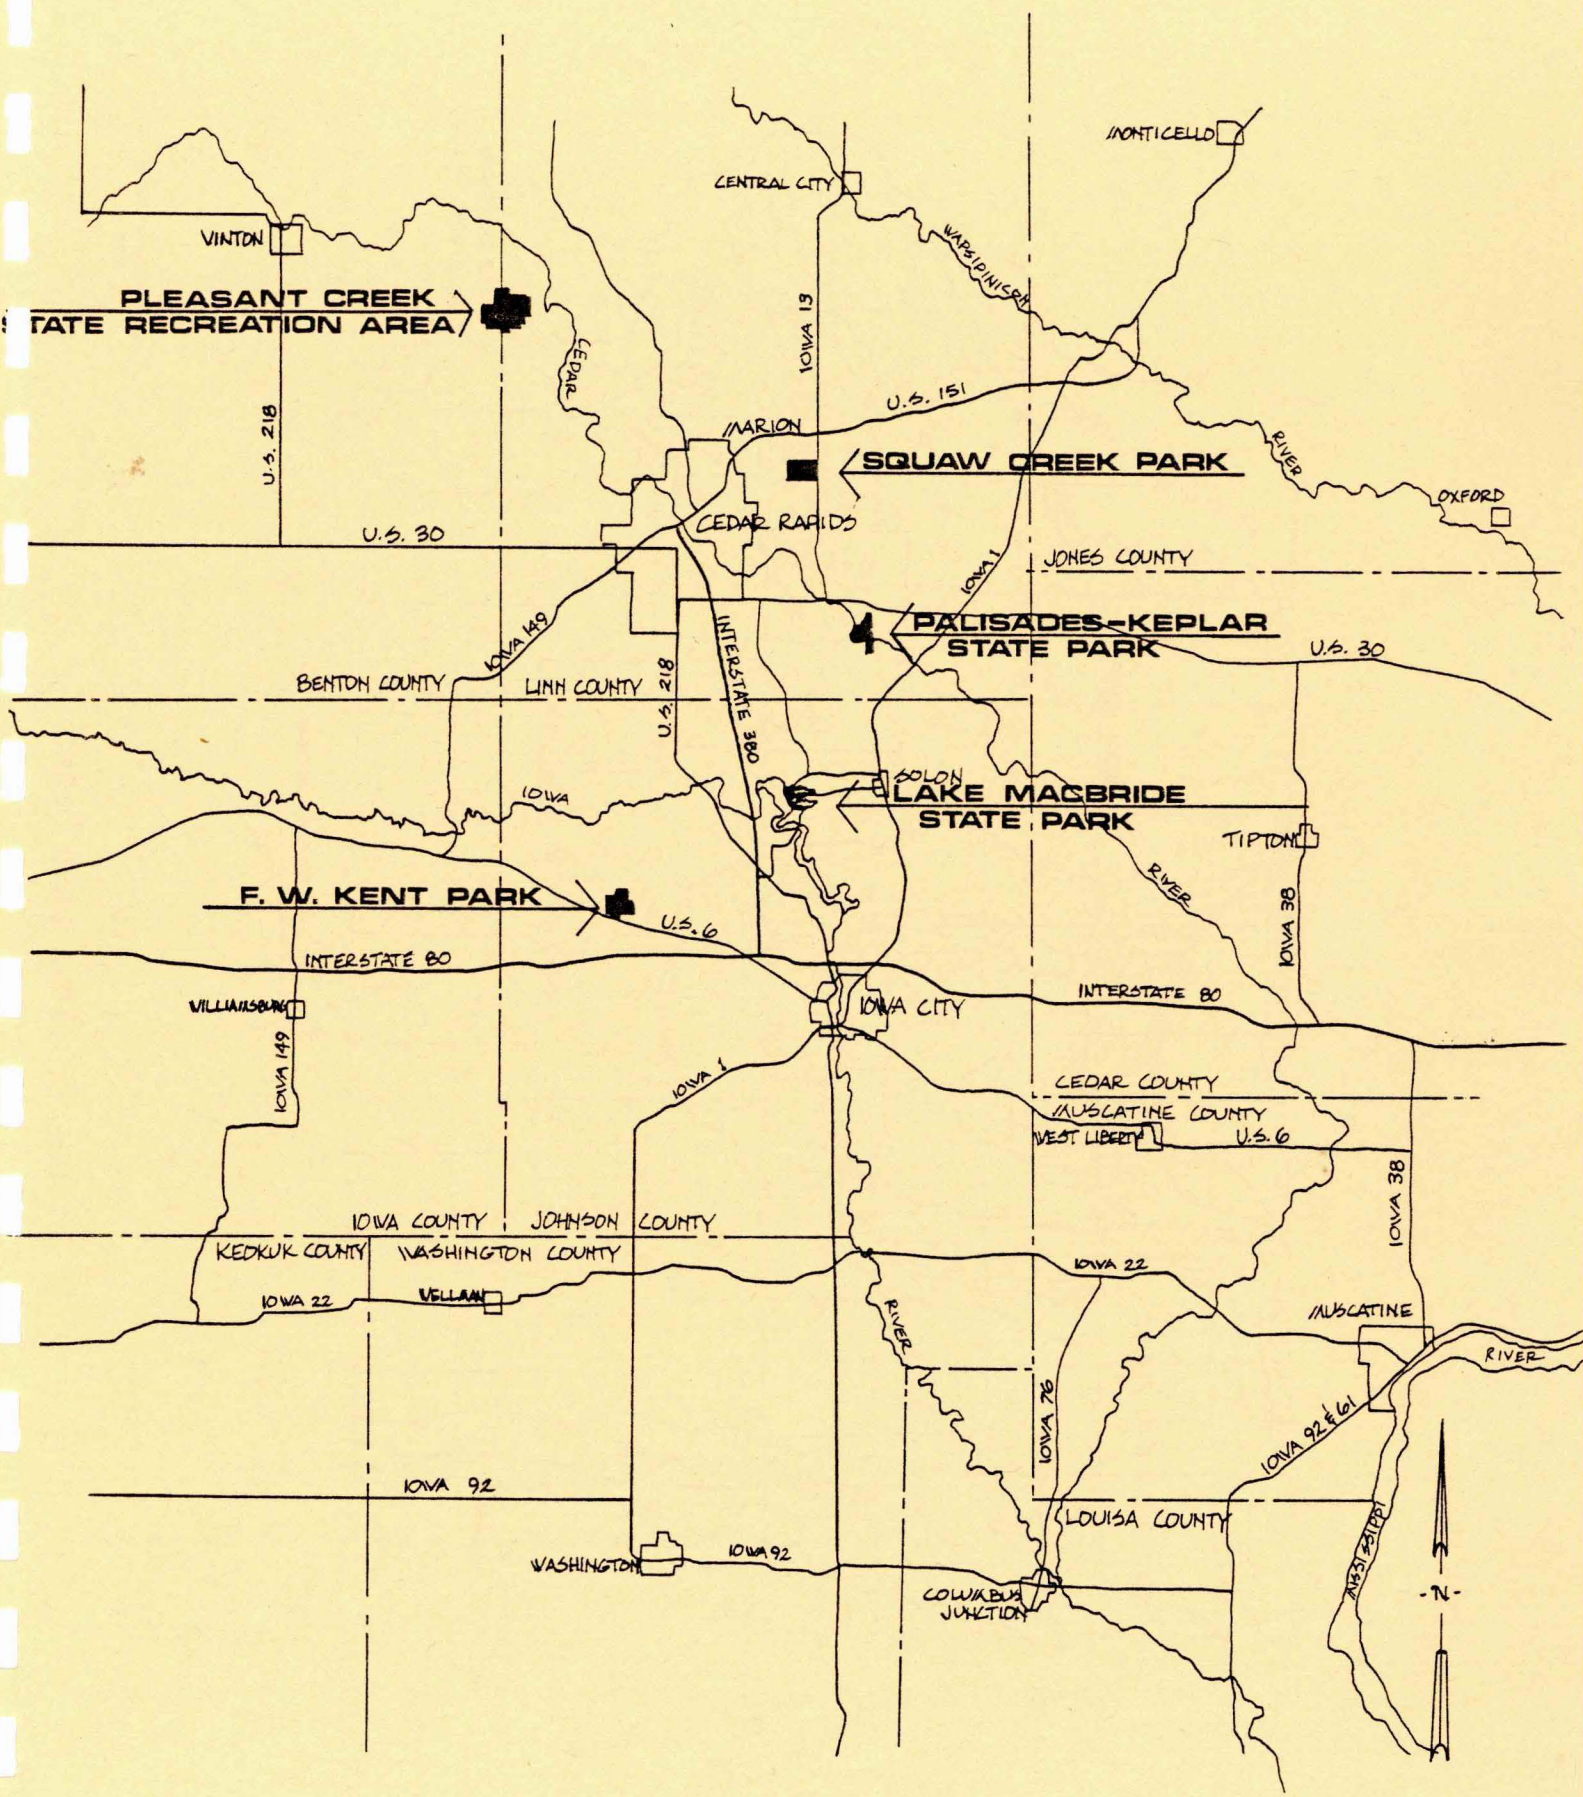 MONTICELLO
CENTRAL CITY
VINTON
WAPSIPINICON
PLEASANT CREEK
STATE RECREATION AREA
IOWA 13
CEDAR
U.S. 151
U.S. 218
MARION
RIVER
SQUAW CREEK PARK
OXFORD
CEDAR RAPIDS
U.S. 30
JONES COUNTY
IOWA 1
IOWA 149
PALISADES-KEPLAR
STATE PARK
U.S. 30
INTERSTATE 380
BENTON COUNTY
LINN COUNTY
U.S. 218
SOLON
IOWA
LAKE MACBRIDE
STATE PARK
TIPTON
RIVER
F. W. KENT PARK
U.S. 6
IOWA 38
INTERSTATE 80
INTERSTATE 80
WILLIAMSBURG
IOWA CITY
IOWA 149
IOWA 1
CEDAR COUNTY
MUSCATINE COUNTY
WEST LIBERTY
U.S. 6
IOWA 38
IOWA COUNTY
JOHNSON COUNTY
KEOKUK COUNTY
WASHINGTON COUNTY
IOWA 22
IOWA 22
WELLMAN
MUSCATINE
RIVER
RIVER
IOWA 76
IOWA 92 & 61
IOWA 92
LOUISA COUNTY
MISSISSIPPI
WASHINGTON
IOWA 92
COLUMBUS
JUNCTION
-N-